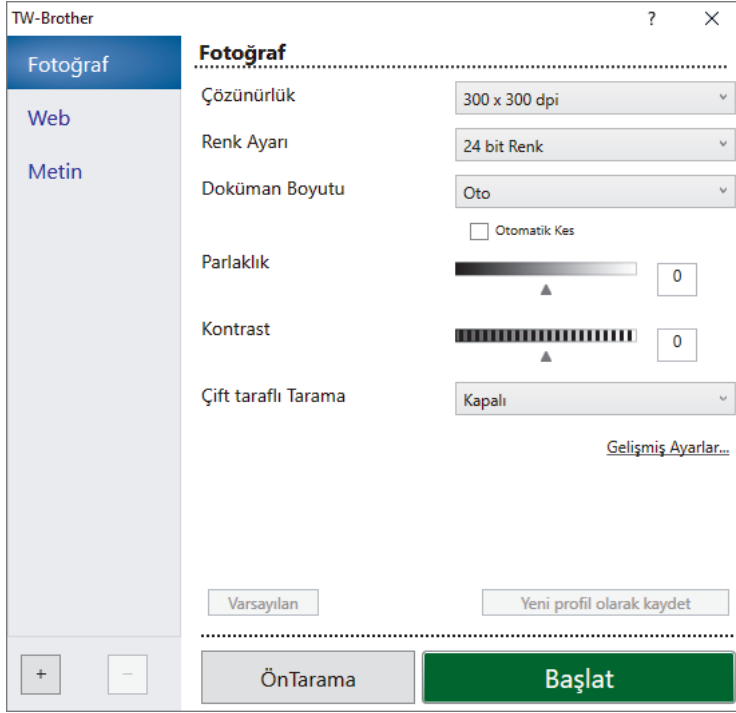 TW-Brother
?
Fotoğraf
Web
Metin
Fotoğraf
Çözünürlük
300 x 300 dpi
Renk Ayarı
24 bit Renk
Doküman Boyutu
Oto
Otomatik Kes
Parlaklık
0
Kontrast
0
Çift taraflı Tarama
Kapalı
Gelişmiş Ayarlar...
Varsayılan
Yeni profil olarak kaydet
+
−
ÖnTarama
Başlat